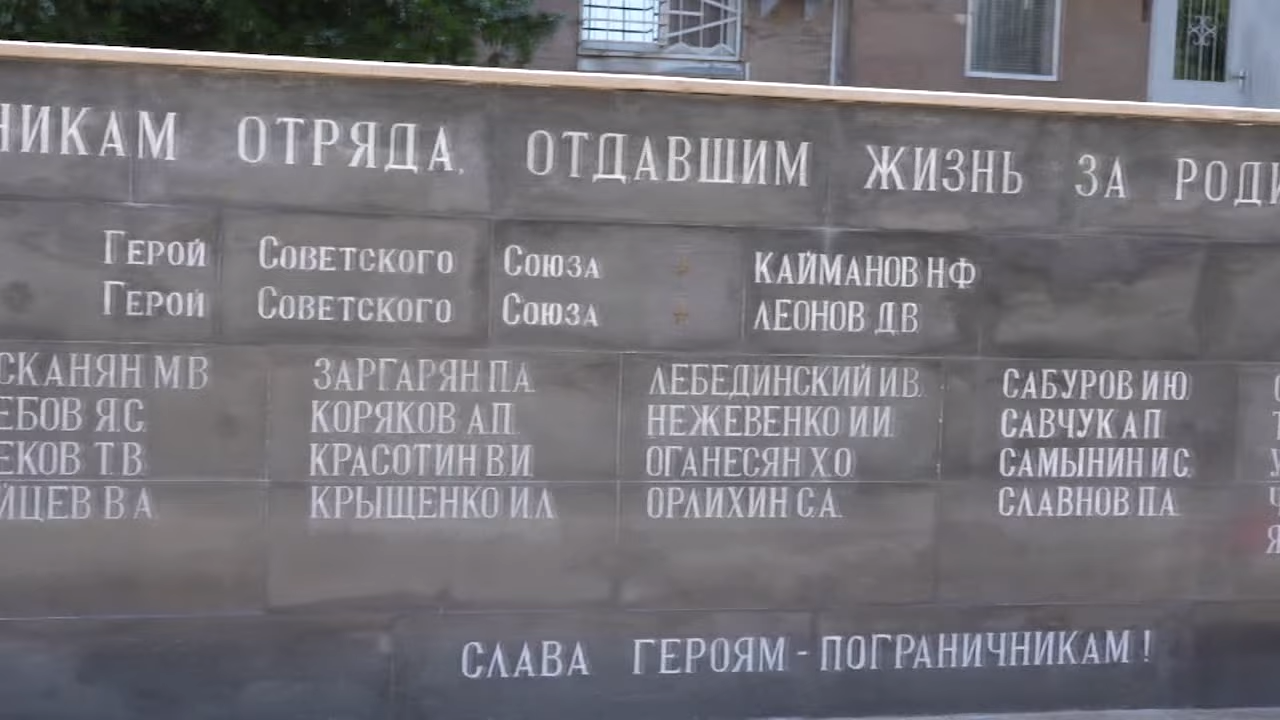 НИКАМ ОТРЯДА, ОТДАВШИМ ЖИЗНЬ ЗА РОДИ
Герой Советского Союза КАЙМАНОВ Н Ф
Герой Советского Союза ЛЕОНОВ Д.В.
СКАНЯН М В ЗАРГАРЯН П.А. ЛЕБЕДИНСКИЙ И.В. САБУРОВ И Ю
ЕБОВ Я.С. КОРЯКОВ А.П. НЕЖЕВЕНКО И И САВЧУК А П
ЕКОВ Т.В. КРАСОТИН В.И. ОГАНЕСЯН Х.О САМЫНИН И С
ЙЦЕВ В А КРЫЩЕНКО И.Л ОРЛИХИН С.А. СЛАВНОВ П.А.
СЛАВА ГЕРОЯМ - ПОГРАНИЧНИКАМ !